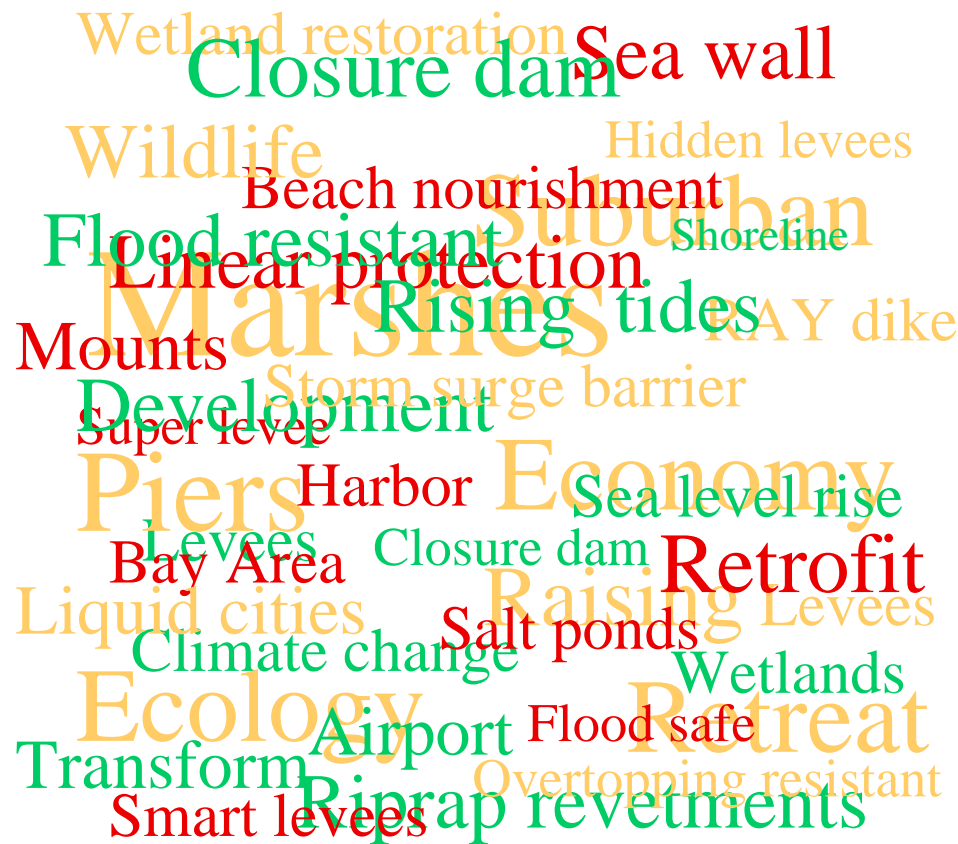 Wetland restoration
Sea wall
Closure dam
Wildlife
Hidden levees
Beach nourishment
Suburban
Shoreline
Flood resistant
Linear protection
Marshes
Rising tides
RAY dike
Mounts
Storm surge barrier
Development
Super levee
Piers
Harbor
Economy
Sea level rise
Levees
Closure dam
Bay Area
Retrofit
Liquid cities
Raising
Levees
Salt ponds
Climate change
Wetlands
Ecology
Airport
Flood safe
Retreat
Transform
Overtopping resistant
Riprap revetments
Smart levees